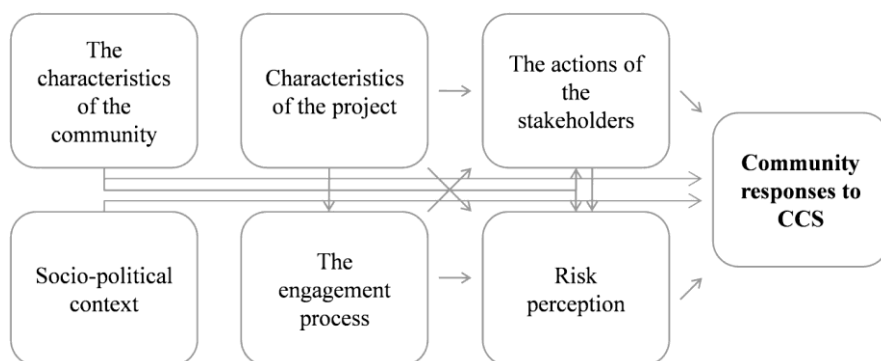 The
characteristics
of the
community
Characteristics
of the project
The actions of
the
stakeholders
Community
responses to
CCS
Socio-political
context
The
engagement
process
Risk
perception